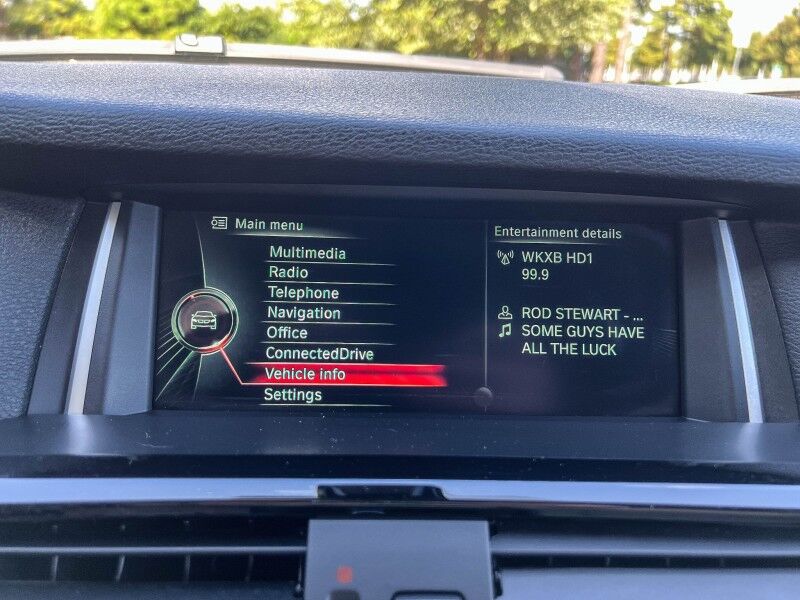 Main menu
Multimedia
Radio
Telephone
Navigation
Office
ConnectedDrive
Vehicle info
Settings
Entertainment details
WKXB HD1
99.9
ROD STEWART - ...
SOME GUYS HAVE
ALL THE LUCK